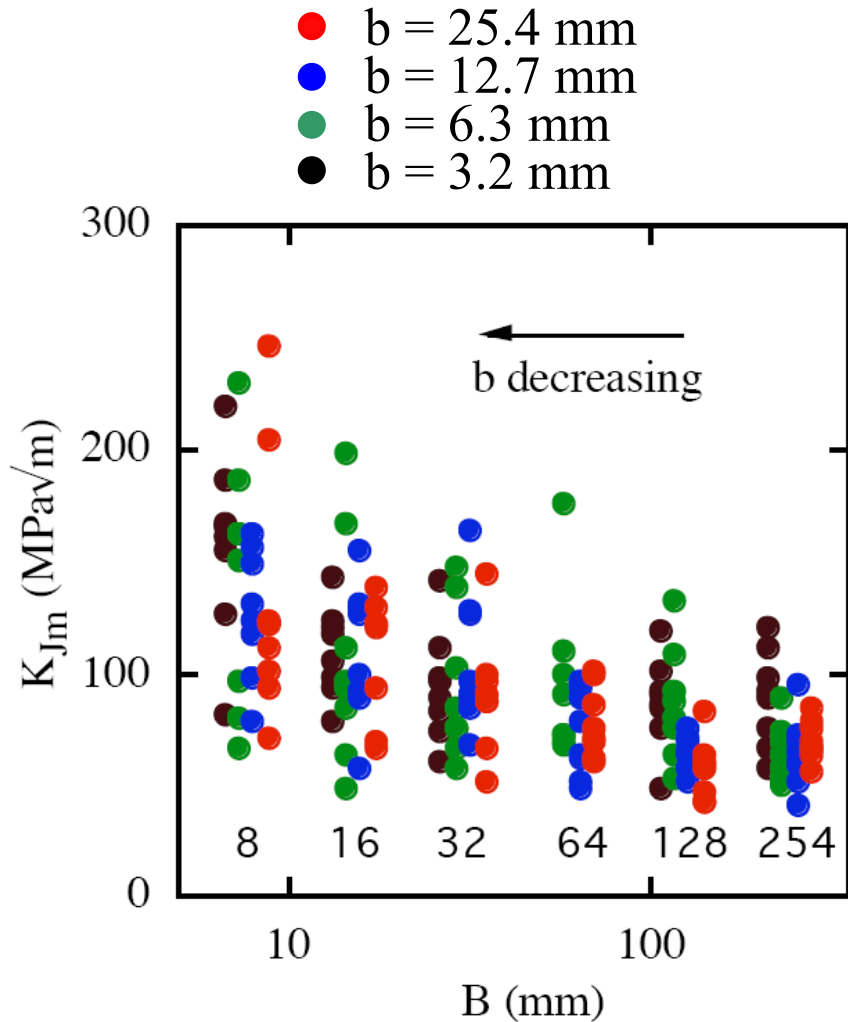 b = 25.4 mm
b = 12.7 mm
b = 6.3 mm
b = 3.2 mm
300
b decreasing
200
K_Jm (MPa√m)
100
8 16 32 64 128 254
0
10 100
B (mm)